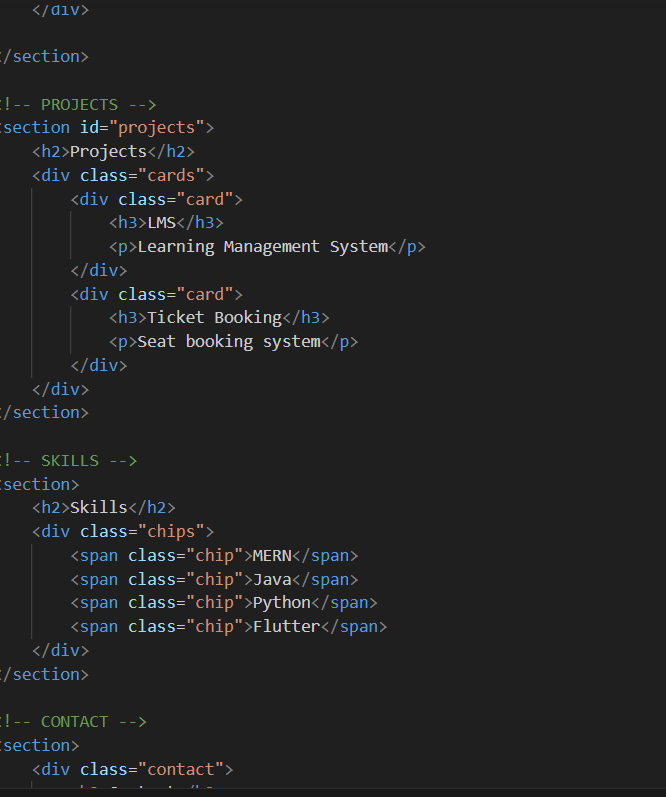 </div>
</section>
<!-- PROJECTS -->
<section id="projects">
<h2>Projects</h2>
<div class="cards">
<div class="card">
<h3>LMS</h3>
<p>Learning Management System</p>
</div>
<div class="card">
<h3>Ticket Booking</h3>
<p>Seat booking system</p>
</div>
</div>
</section>
<!-- SKILLS -->
<section>
<h2>Skills</h2>
<div class="chips">
<span class="chip">MERN</span>
<span class="chip">Java</span>
<span class="chip">Python</span>
<span class="chip">Flutter</span>
</div>
</section>
<!-- CONTACT -->
<section>
<div class="contact">